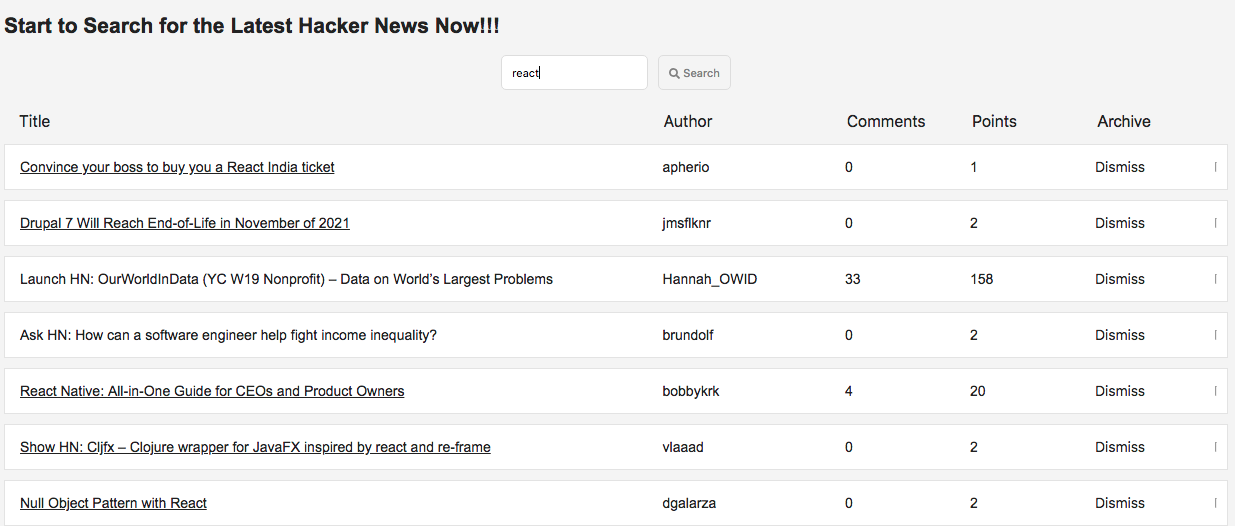 Start to Search for the Latest Hacker News Now!!!
react Search
Title Author Comments Points Archive
Convince your boss to buy you a React India ticket apherio 0 1 Dismiss
Drupal 7 Will Reach End-of-Life in November of 2021 jmsflknr 0 2 Dismiss
Launch HN: OurWorldInData (YC W19 Nonprofit) – Data on World’s Largest Problems Hannah_OWID 33 158 Dismiss
Ask HN: How can a software engineer help fight income inequality? brundolf 0 2 Dismiss
React Native: All-in-One Guide for CEOs and Product Owners bobbykrk 4 20 Dismiss
Show HN: Cljfx – Clojure wrapper for JavaFX inspired by react and re-frame vlaaad 0 2 Dismiss
Null Object Pattern with React dgalarza 0 2 Dismiss